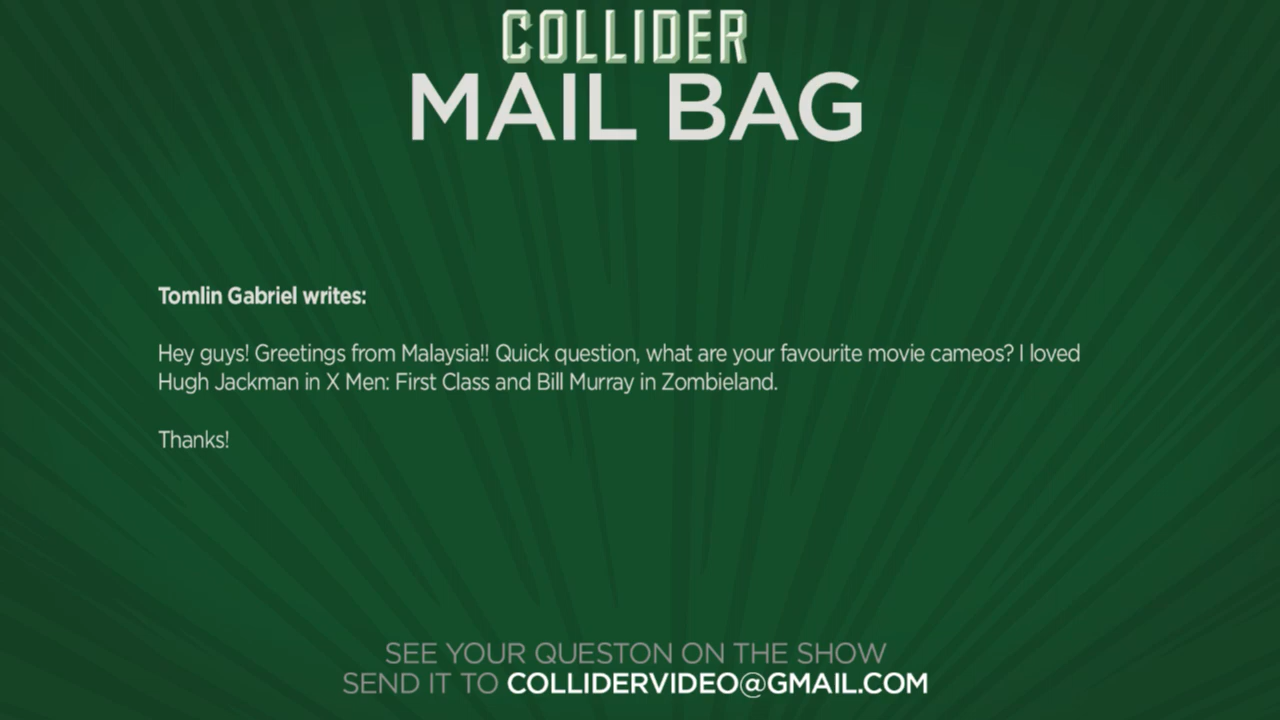 COLLIDER
MAIL BAG
Tomlin Gabriel writes:
Hey guys! Greetings from Malaysia!! Quick question, what are your favourite movie cameos? I loved
Hugh Jackman in X Men: First Class and Bill Murray in Zombieland.
Thanks!
SEE YOUR QUESTON ON THE SHOW
SEND IT TO COLLIDERVIDEO@GMAIL.COM